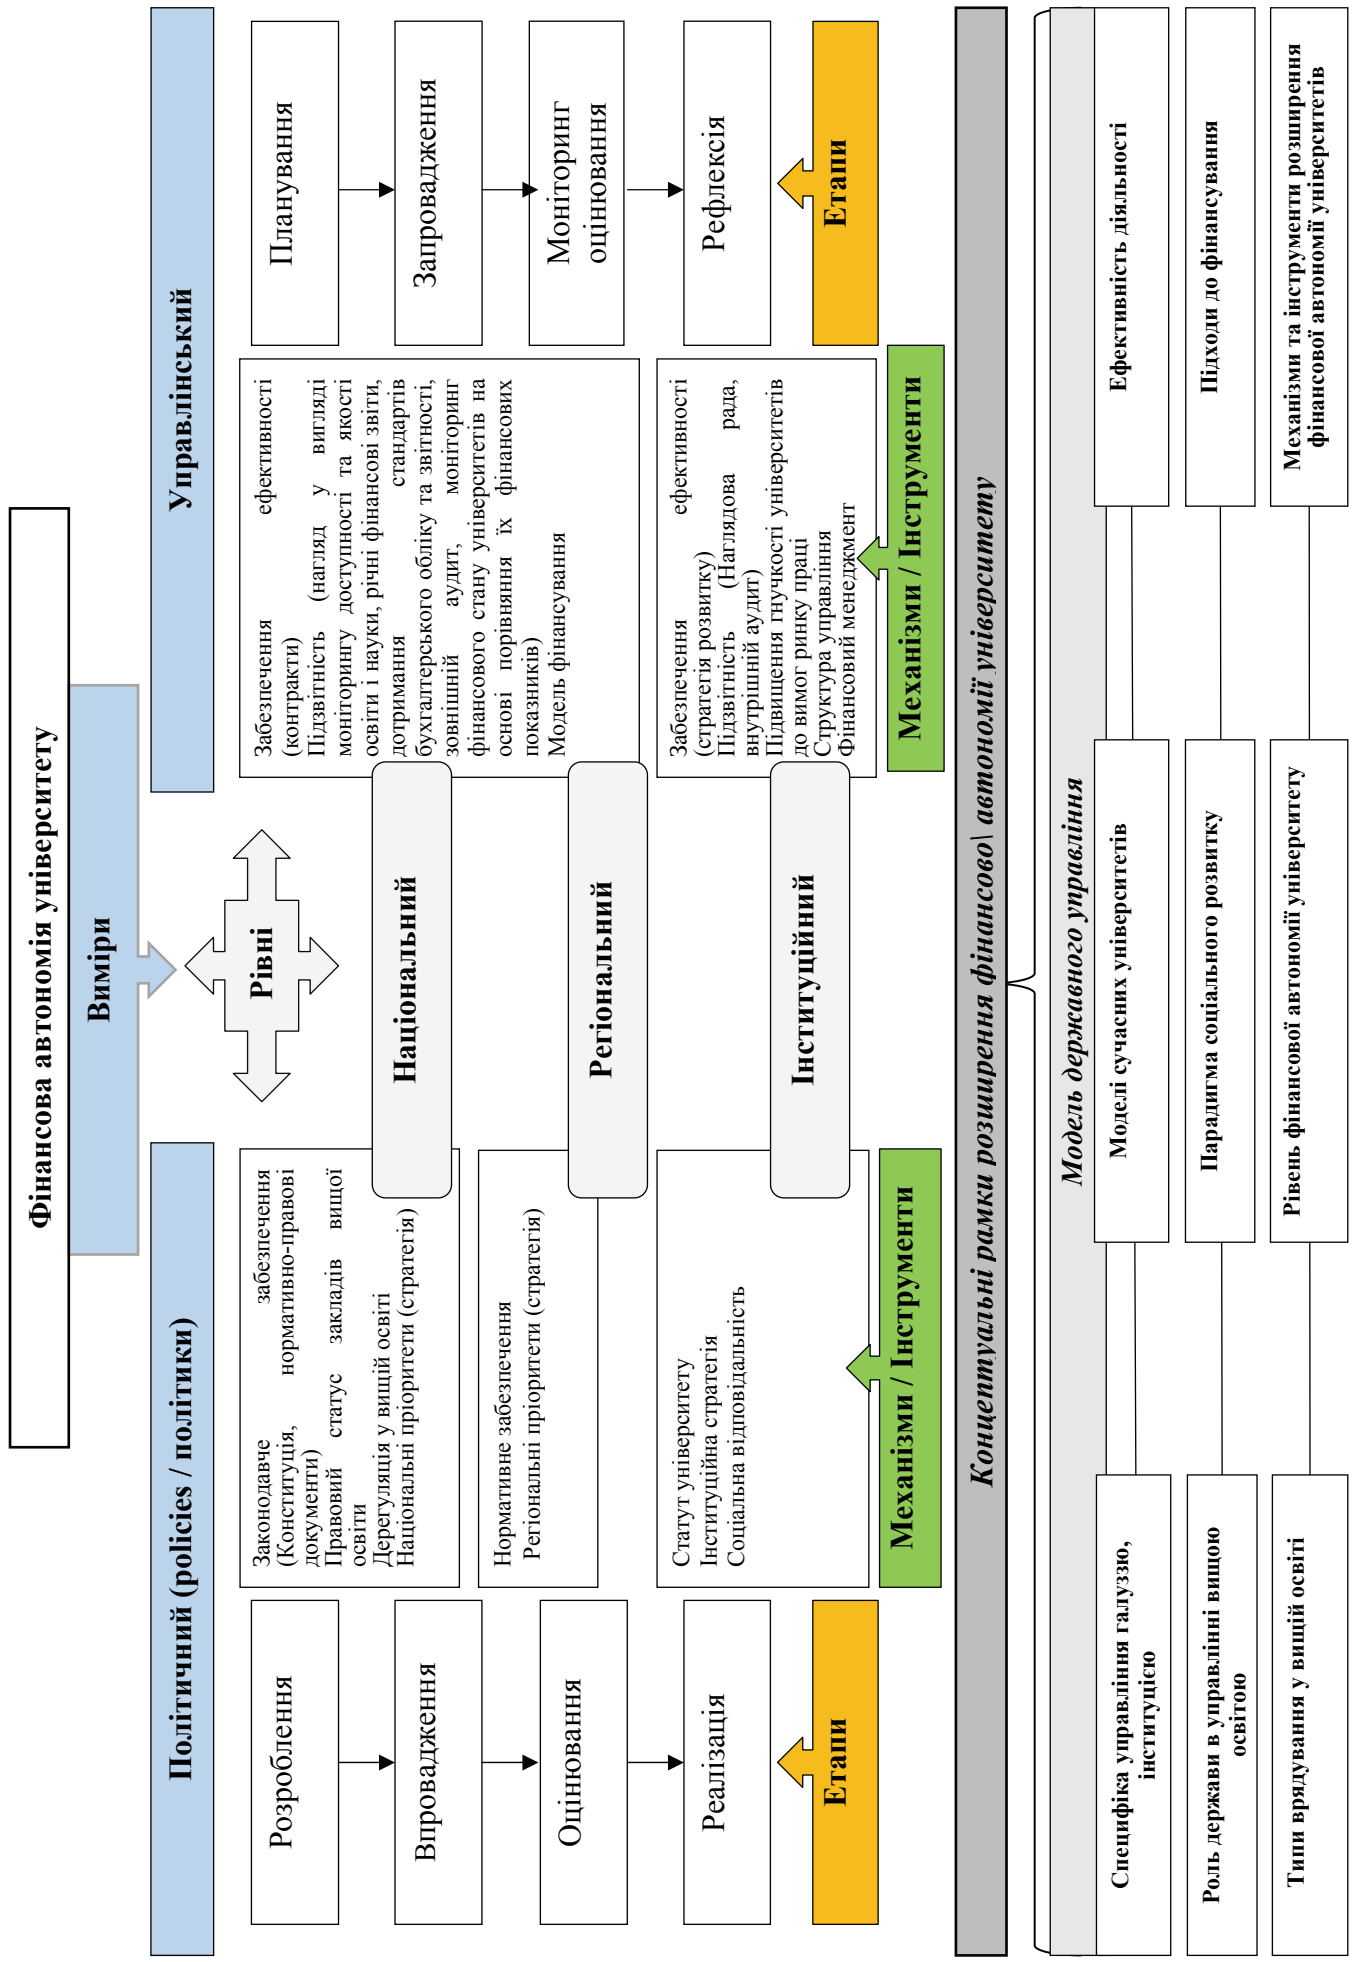 Фінансова автономія університету
Виміри
Політичний (policies / політики)
Управлінський
Рівні
Розроблення
Впровадження
Оцінювання
Реалізація
Етапи
Законодавче забезпечення
(Конституція, нормативно-правові
документи)
Правовий статус закладів вищої
освіти
Дерегуляція у вищій освіті
Національні пріоритети (стратегія)
Нормативне забезпечення
Регіональні пріоритети (стратегія)
Статут університету
Інституційна стратегія
Соціальна відповідальність
Механізми / Інструменти
Національний
Регіональний
Інституційний
Забезпечення ефективності
(контракти)
Підзвітність (нагляд у вигляді
моніторингу доступності та якості
освіти і науки, річні фінансові звіти,
дотримання стандартів
бухгалтерського обліку та звітності,
зовнішній аудит, моніторинг
фінансового стану університетів на
основі порівняння їх фінансових
показників)
Модель фінансування
Забезпечення ефективності
(стратегія розвитку)
Підзвітність (Наглядова рада,
внутрішній аудит)
Підвищення гнучкості університетів
до вимог ринку праці
Структура управління
Фінансовий менеджмент
Механізми / Інструменти
Планування
Запровадження
Моніторинг
оцінювання
Рефлексія
Етапи
Концептуальні рамки розширення фінансово\ автономії університету
Модель державного управління
Специфіка управління галуззю,
інституцією
Моделі сучасних університетів
Ефективність діяльності
Роль держави в управлінні вищою
освітою
Парадигма соціального розвитку
Підходи до фінансування
Типи врядування у вищій освіті
Рівень фінансової автономії університету
Механізми та інструменти розширення
фінансової автономії університетів